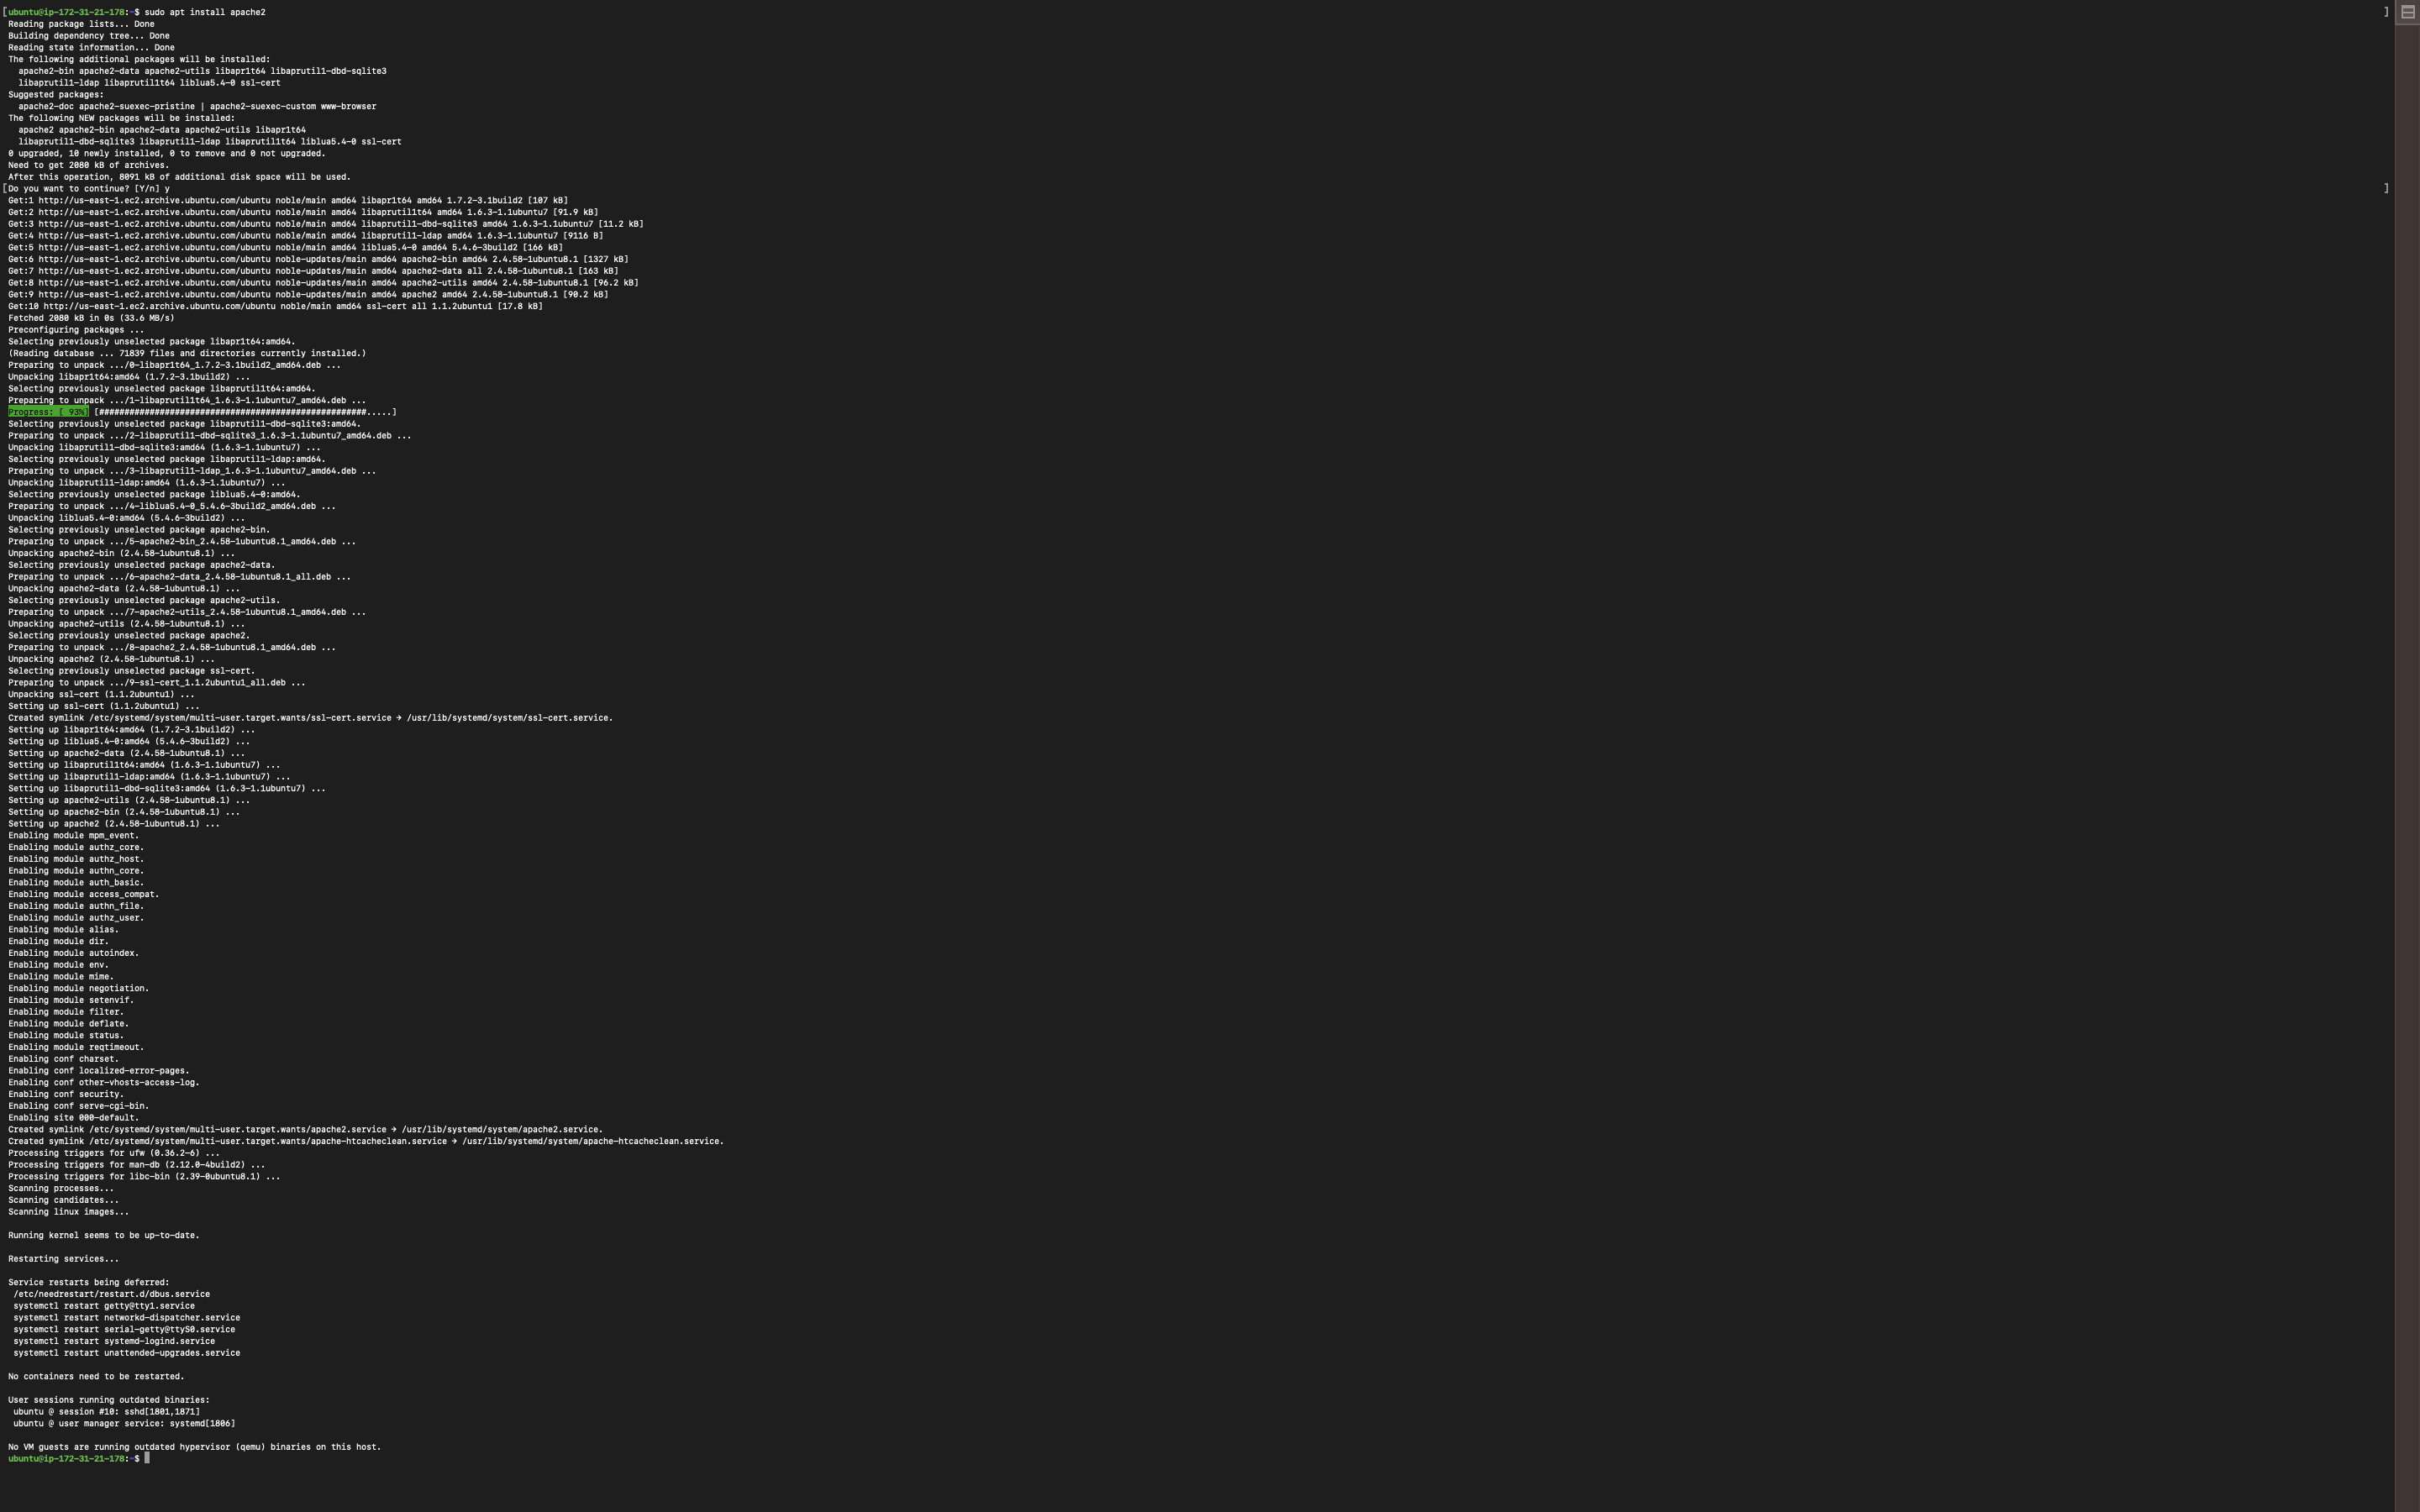 ubuntu@ip-172-31-21-178:~$ sudo apt install apache2
Reading package lists... Done
Building dependency tree... Done
Reading state information... Done
The following additional packages will be installed:
  apache2-bin apache2-data apache2-utils libapr1t64 libaprutil1-dbd-sqlite3
  libaprutil1-ldap libaprutil1t64 liblua5.4-0 ssl-cert
Suggested packages:
  apache2-doc apache2-suexec-pristine | apache2-suexec-custom www-browser
The following NEW packages will be installed:
  apache2 apache2-bin apache2-data apache2-utils libapr1t64
  libaprutil1-dbd-sqlite3 libaprutil1-ldap libaprutil1t64 liblua5.4-0 ssl-cert
0 upgraded, 10 newly installed, 0 to remove and 0 not upgraded.
Need to get 2080 kB of archives.
After this operation, 8091 kB of additional disk space will be used.
Do you want to continue? [Y/n] y
Get:1 http://us-east-1.ec2.archive.ubuntu.com/ubuntu noble/main amd64 libapr1t64 amd64 1.7.2-3.1build2 [107 kB]
Get:2 http://us-east-1.ec2.archive.ubuntu.com/ubuntu noble/main amd64 libaprutil1t64 amd64 1.6.3-1.1ubuntu7 [91.9 kB]
Get:3 http://us-east-1.ec2.archive.ubuntu.com/ubuntu noble/main amd64 libaprutil1-dbd-sqlite3 amd64 1.6.3-1.1ubuntu7 [11.2 kB]
Get:4 http://us-east-1.ec2.archive.ubuntu.com/ubuntu noble/main amd64 libaprutil1-ldap amd64 1.6.3-1.1ubuntu7 [9116 B]
Get:5 http://us-east-1.ec2.archive.ubuntu.com/ubuntu noble/main amd64 liblua5.4-0 amd64 5.4.6-3build2 [166 kB]
Get:6 http://us-east-1.ec2.archive.ubuntu.com/ubuntu noble-updates/main amd64 apache2-bin amd64 2.4.58-1ubuntu8.1 [1327 kB]
Get:7 http://us-east-1.ec2.archive.ubuntu.com/ubuntu noble-updates/main amd64 apache2-data all 2.4.58-1ubuntu8.1 [163 kB]
Get:8 http://us-east-1.ec2.archive.ubuntu.com/ubuntu noble-updates/main amd64 apache2-utils amd64 2.4.58-1ubuntu8.1 [96.2 kB]
Get:9 http://us-east-1.ec2.archive.ubuntu.com/ubuntu noble-updates/main amd64 apache2 amd64 2.4.58-1ubuntu8.1 [90.2 kB]
Get:10 http://us-east-1.ec2.archive.ubuntu.com/ubuntu noble/main amd64 ssl-cert all 1.1.2ubuntu1 [17.8 kB]
Fetched 2080 kB in 0s (33.6 MB/s)
Preconfiguring packages ...
Selecting previously unselected package libapr1t64:amd64.
(Reading database ... 71839 files and directories currently installed.)
Preparing to unpack .../0-libapr1t64_1.7.2-3.1build2_amd64.deb ...
Unpacking libapr1t64:amd64 (1.7.2-3.1build2) ...
Selecting previously unselected package libaprutil1t64:amd64.
Preparing to unpack .../1-libaprutil1t64_1.6.3-1.1ubuntu7_amd64.deb ...
Progress: [ 93%] [#####################################################.....]
Selecting previously unselected package libaprutil1-dbd-sqlite3:amd64.
Preparing to unpack .../2-libaprutil1-dbd-sqlite3_1.6.3-1.1ubuntu7_amd64.deb ...
Unpacking libaprutil1-dbd-sqlite3:amd64 (1.6.3-1.1ubuntu7) ...
Selecting previously unselected package libaprutil1-ldap:amd64.
Preparing to unpack .../3-libaprutil1-ldap_1.6.3-1.1ubuntu7_amd64.deb ...
Unpacking libaprutil1-ldap:amd64 (1.6.3-1.1ubuntu7) ...
Selecting previously unselected package liblua5.4-0:amd64.
Preparing to unpack .../4-liblua5.4-0_5.4.6-3build2_amd64.deb ...
Unpacking liblua5.4-0:amd64 (5.4.6-3build2) ...
Selecting previously unselected package apache2-bin.
Preparing to unpack .../5-apache2-bin_2.4.58-1ubuntu8.1_amd64.deb ...
Unpacking apache2-bin (2.4.58-1ubuntu8.1) ...
Selecting previously unselected package apache2-data.
Preparing to unpack .../6-apache2-data_2.4.58-1ubuntu8.1_all.deb ...
Unpacking apache2-data (2.4.58-1ubuntu8.1) ...
Selecting previously unselected package apache2-utils.
Preparing to unpack .../7-apache2-utils_2.4.58-1ubuntu8.1_amd64.deb ...
Unpacking apache2-utils (2.4.58-1ubuntu8.1) ...
Selecting previously unselected package apache2.
Preparing to unpack .../8-apache2_2.4.58-1ubuntu8.1_amd64.deb ...
Unpacking apache2 (2.4.58-1ubuntu8.1) ...
Selecting previously unselected package ssl-cert.
Preparing to unpack .../9-ssl-cert_1.1.2ubuntu1_all.deb ...
Unpacking ssl-cert (1.1.2ubuntu1) ...
Setting up ssl-cert (1.1.2ubuntu1) ...
Created symlink /etc/systemd/system/multi-user.target.wants/ssl-cert.service → /usr/lib/systemd/system/ssl-cert.service.
Setting up libapr1t64:amd64 (1.7.2-3.1build2) ...
Setting up liblua5.4-0:amd64 (5.4.6-3build2) ...
Setting up apache2-data (2.4.58-1ubuntu8.1) ...
Setting up libaprutil1t64:amd64 (1.6.3-1.1ubuntu7) ...
Setting up libaprutil1-ldap:amd64 (1.6.3-1.1ubuntu7) ...
Setting up libaprutil1-dbd-sqlite3:amd64 (1.6.3-1.1ubuntu7) ...
Setting up apache2-utils (2.4.58-1ubuntu8.1) ...
Setting up apache2-bin (2.4.58-1ubuntu8.1) ...
Setting up apache2 (2.4.58-1ubuntu8.1) ...
Enabling module mpm_event.
Enabling module authz_core.
Enabling module authz_host.
Enabling module authn_core.
Enabling module auth_basic.
Enabling module access_compat.
Enabling module authn_file.
Enabling module authz_user.
Enabling module alias.
Enabling module dir.
Enabling module autoindex.
Enabling module env.
Enabling module mime.
Enabling module negotiation.
Enabling module setenvif.
Enabling module filter.
Enabling module deflate.
Enabling module status.
Enabling module reqtimeout.
Enabling conf charset.
Enabling conf localized-error-pages.
Enabling conf other-vhosts-access-log.
Enabling conf security.
Enabling conf serve-cgi-bin.
Enabling site 000-default.
Created symlink /etc/systemd/system/multi-user.target.wants/apache2.service → /usr/lib/systemd/system/apache2.service.
Created symlink /etc/systemd/system/multi-user.target.wants/apache-htcacheclean.service → /usr/lib/systemd/system/apache-htcacheclean.service.
Processing triggers for ufw (0.36.2-6) ...
Processing triggers for man-db (2.12.0-4build2) ...
Processing triggers for libc-bin (2.39-0ubuntu8.1) ...
Scanning processes...
Scanning candidates...
Scanning linux images...
Running kernel seems to be up-to-date.
Restarting services...
Service restarts being deferred:
 /etc/needrestart/restart.d/dbus.service
 systemctl restart getty@tty1.service
 systemctl restart networkd-dispatcher.service
 systemctl restart serial-getty@ttyS0.service
 systemctl restart systemd-logind.service
 systemctl restart unattended-upgrades.service
No containers need to be restarted.
User sessions running outdated binaries:
 ubuntu @ session #10: sshd[1801,1871]
 ubuntu @ user manager service: systemd[1806]
No VM guests are running outdated hypervisor (qemu) binaries on this host.
ubuntu@ip-172-31-21-178:~$